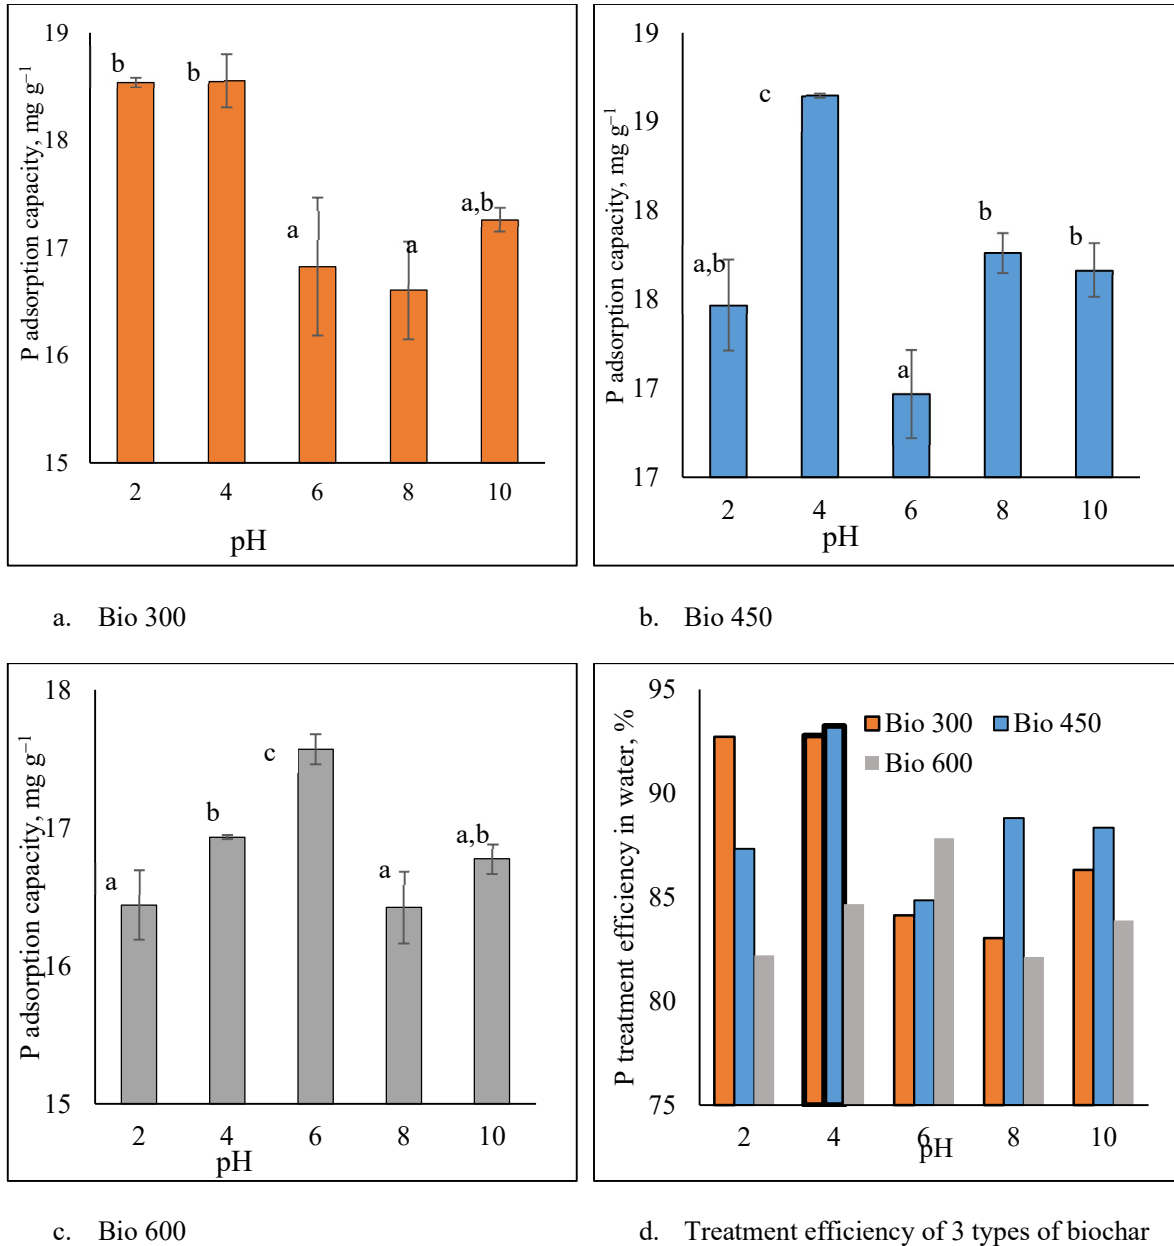 P adsorption capacity, mg g⁻¹
19
18
17
16
15
b
b
a
a
a,b
2 4 6 8 10
pH
a. Bio 300
P adsorption capacity, mg g⁻¹
19
19
18
18
17
17
a,b
c
a
b
b
2 4 6 8 10
pH
b. Bio 450
P adsorption capacity, mg g⁻¹
18
17
16
15
a
b
c
a
a,b
2 4 6 8 10
pH
c. Bio 600
P treatment efficiency in water, %
95
90
85
80
75
Bio 300 Bio 450
Bio 600
2 4 6 8 10
pH
d. Treatment efficiency of 3 types of biochar